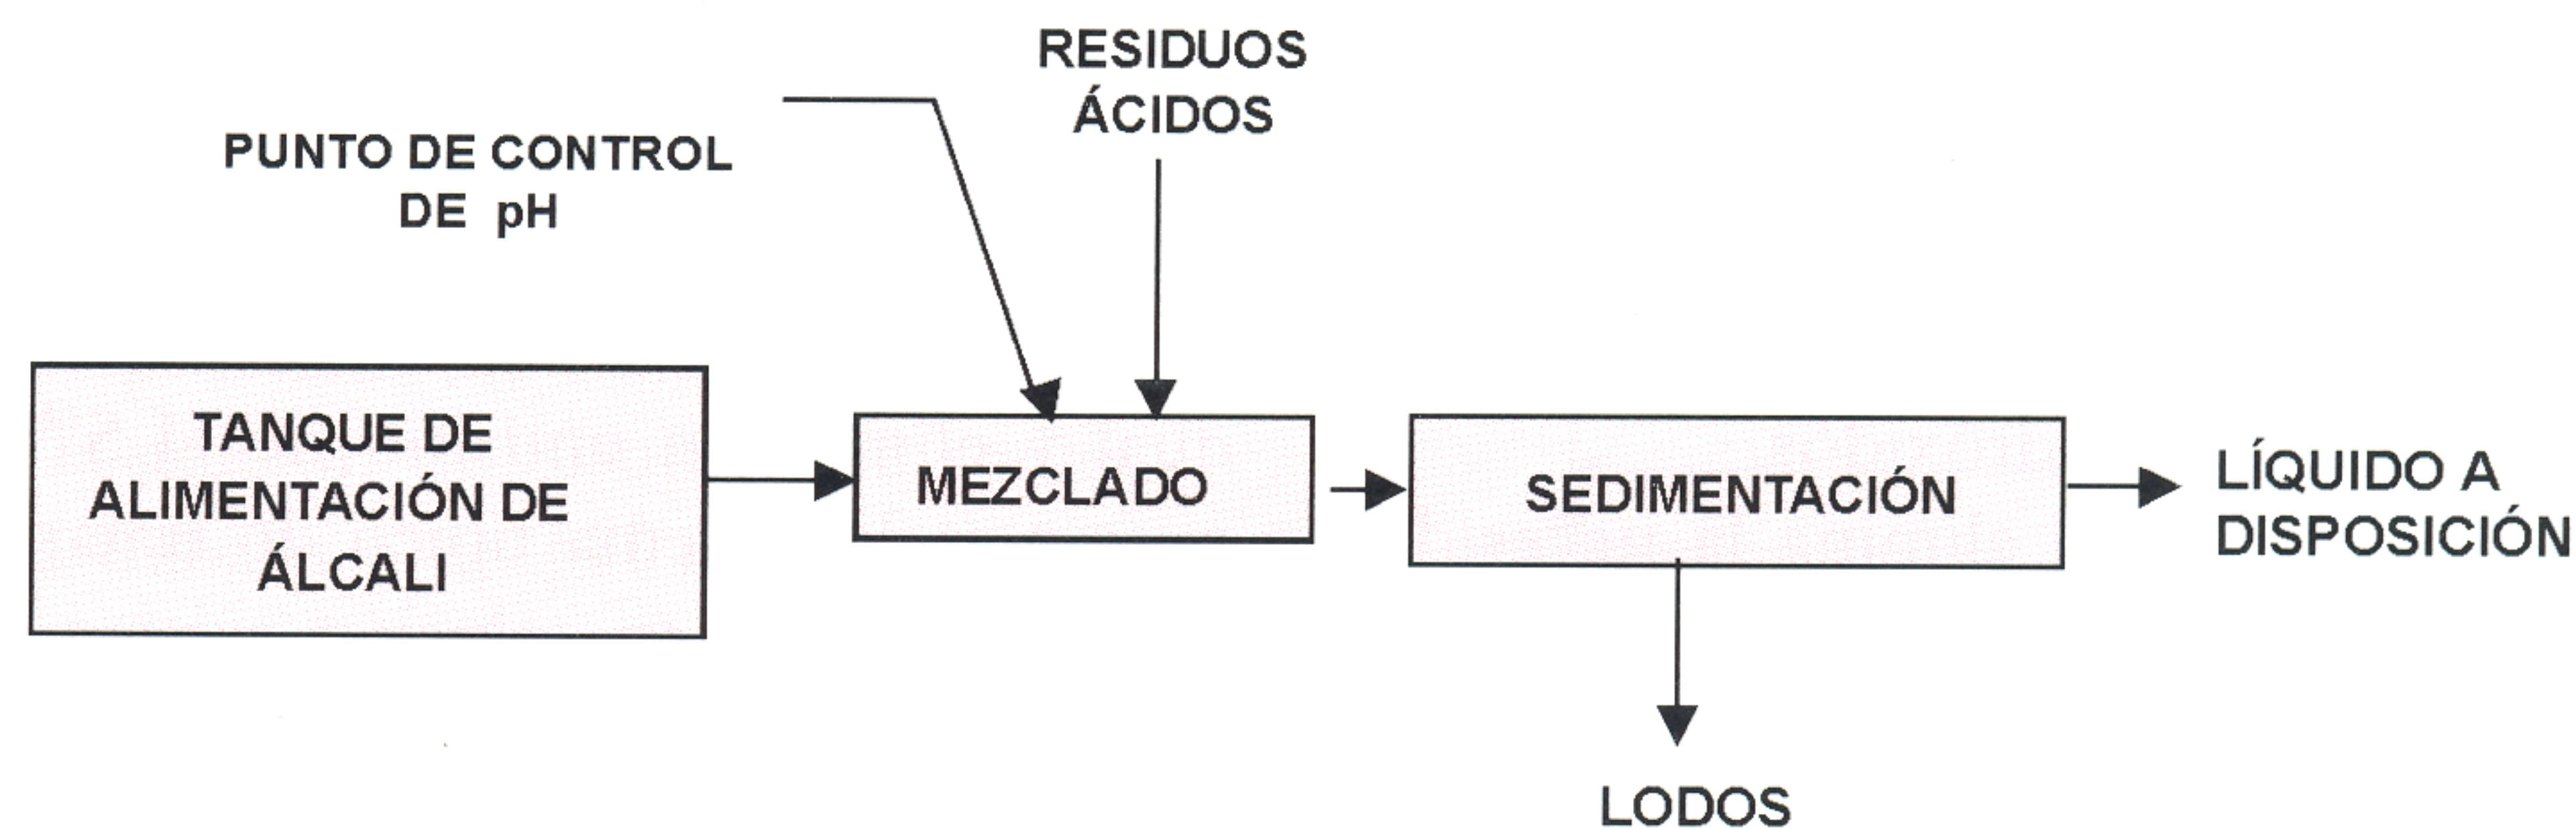 RESIDUOS
ÁCIDOS
PUNTO DE CONTROL
DE pH
TANQUE DE
ALIMENTACIÓN DE
ÁLCALI
MEZCLADO
SEDIMENTACIÓN
LÍQUIDO A
DISPOSICIÓN
LODOS